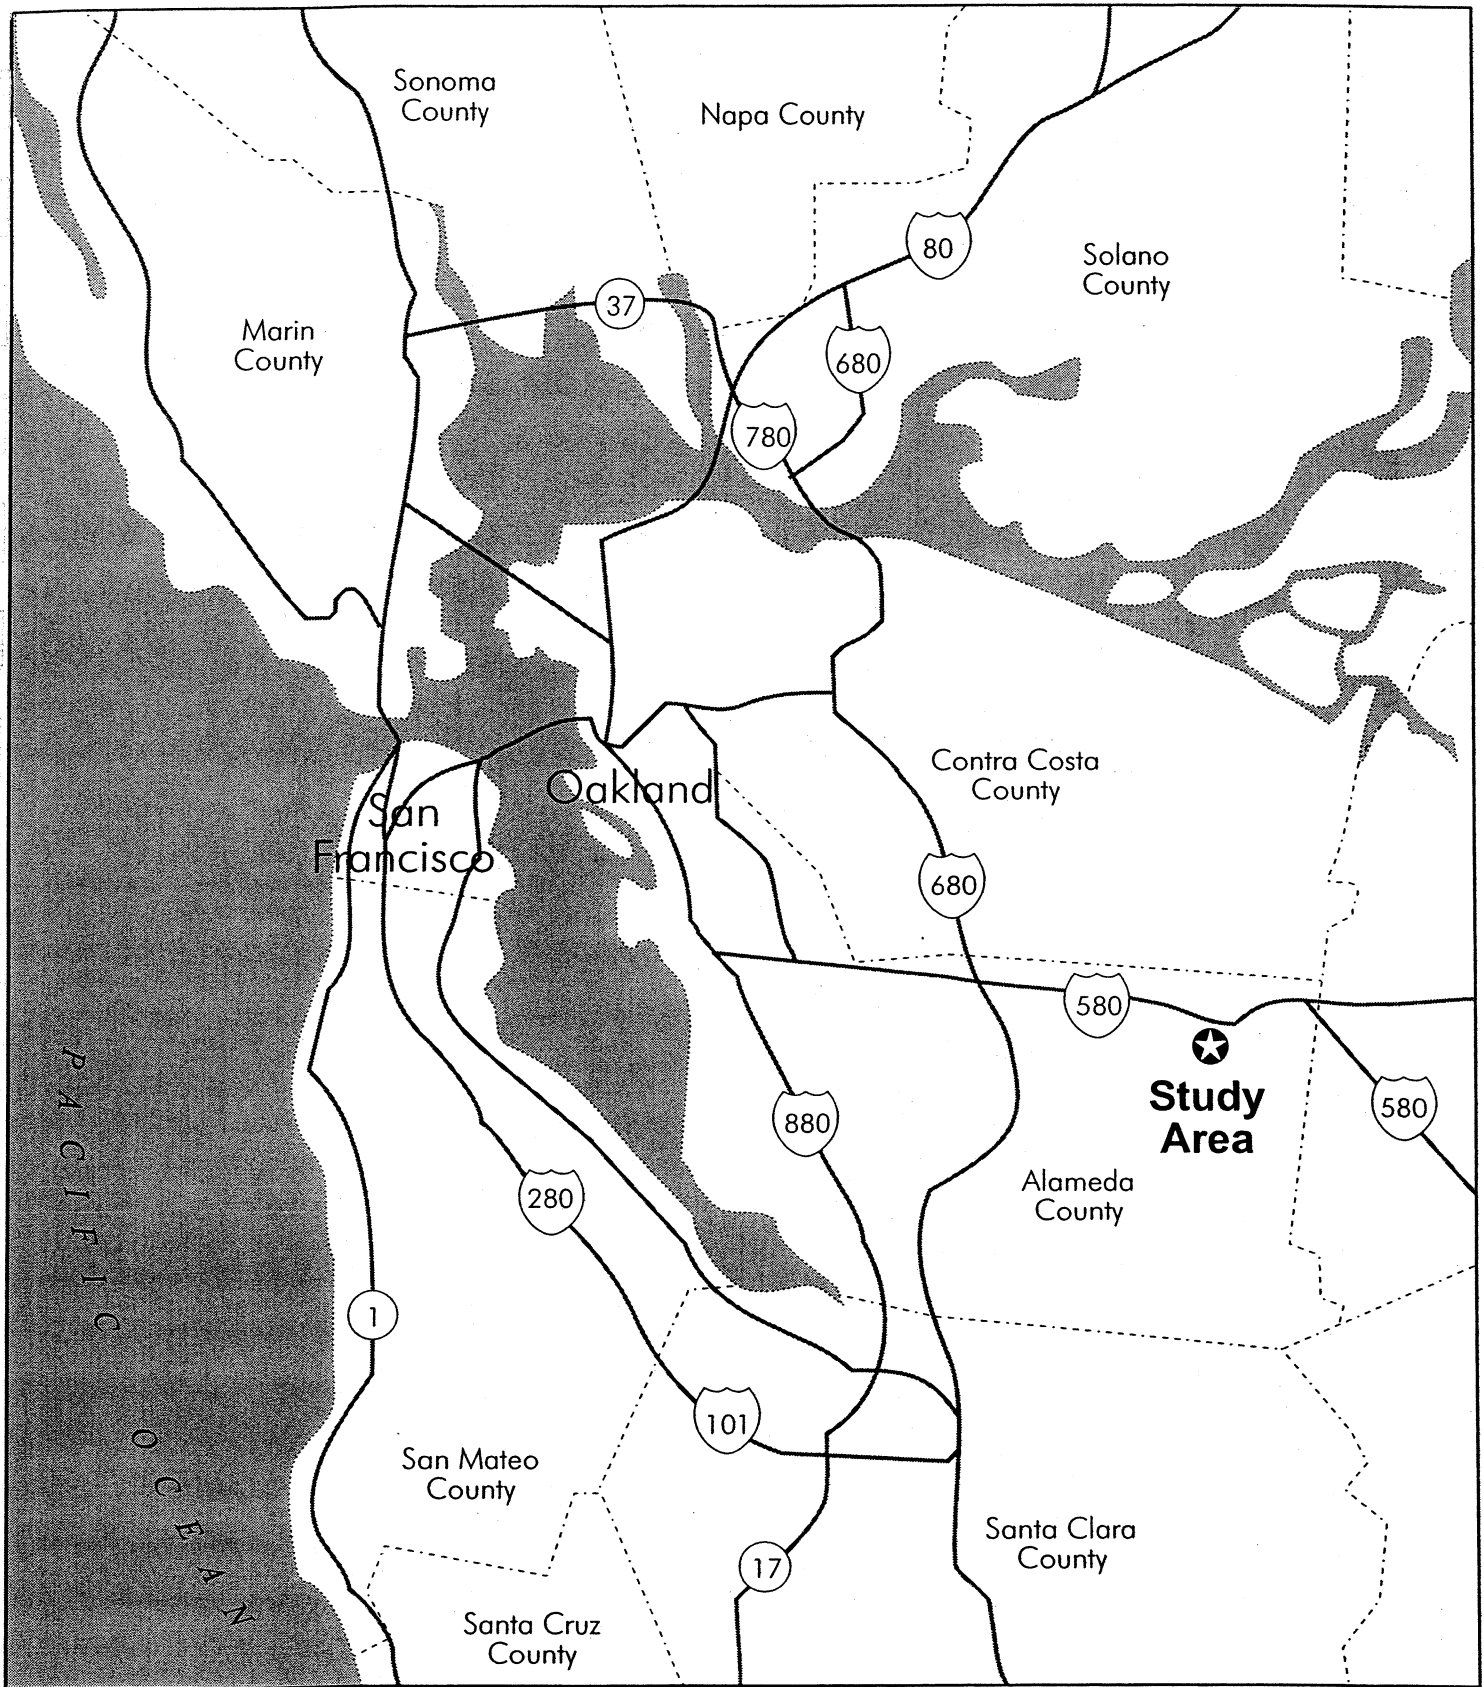 Sonoma
County
Napa County
80
Solano
County
37
Marin
County
680
780
Contra Costa
County
Oakland
San
Francisco
680
580
Study
Area
580
880
Alameda
County
280
PACIFIC OCEAN
1
101
San Mateo
County
Santa Clara
County
17
Santa Cruz
County